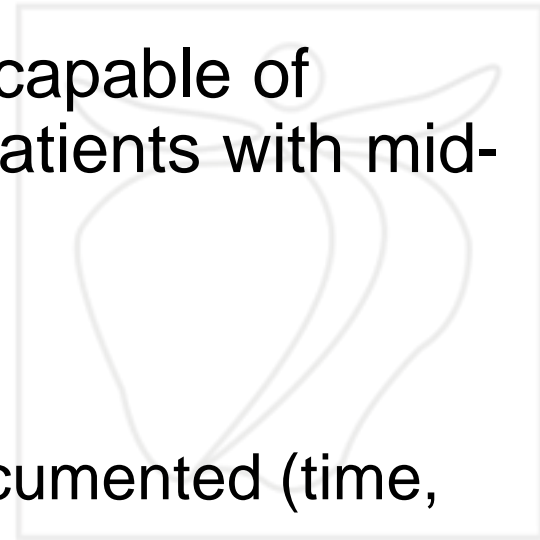 capable of
atients with mid-
cumented (time,